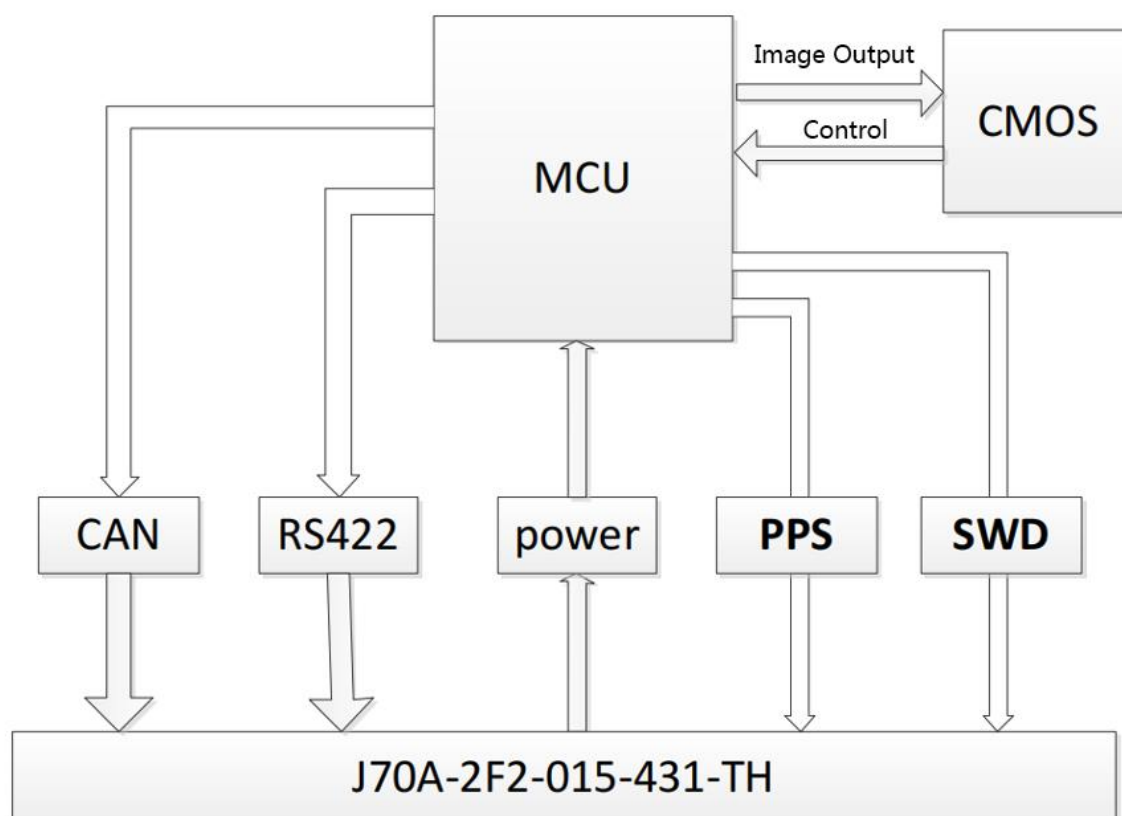 Image Output
CMOS
Control
MCU
CAN
RS422
power
PPS
SWD
J70A-2F2-015-431-TH